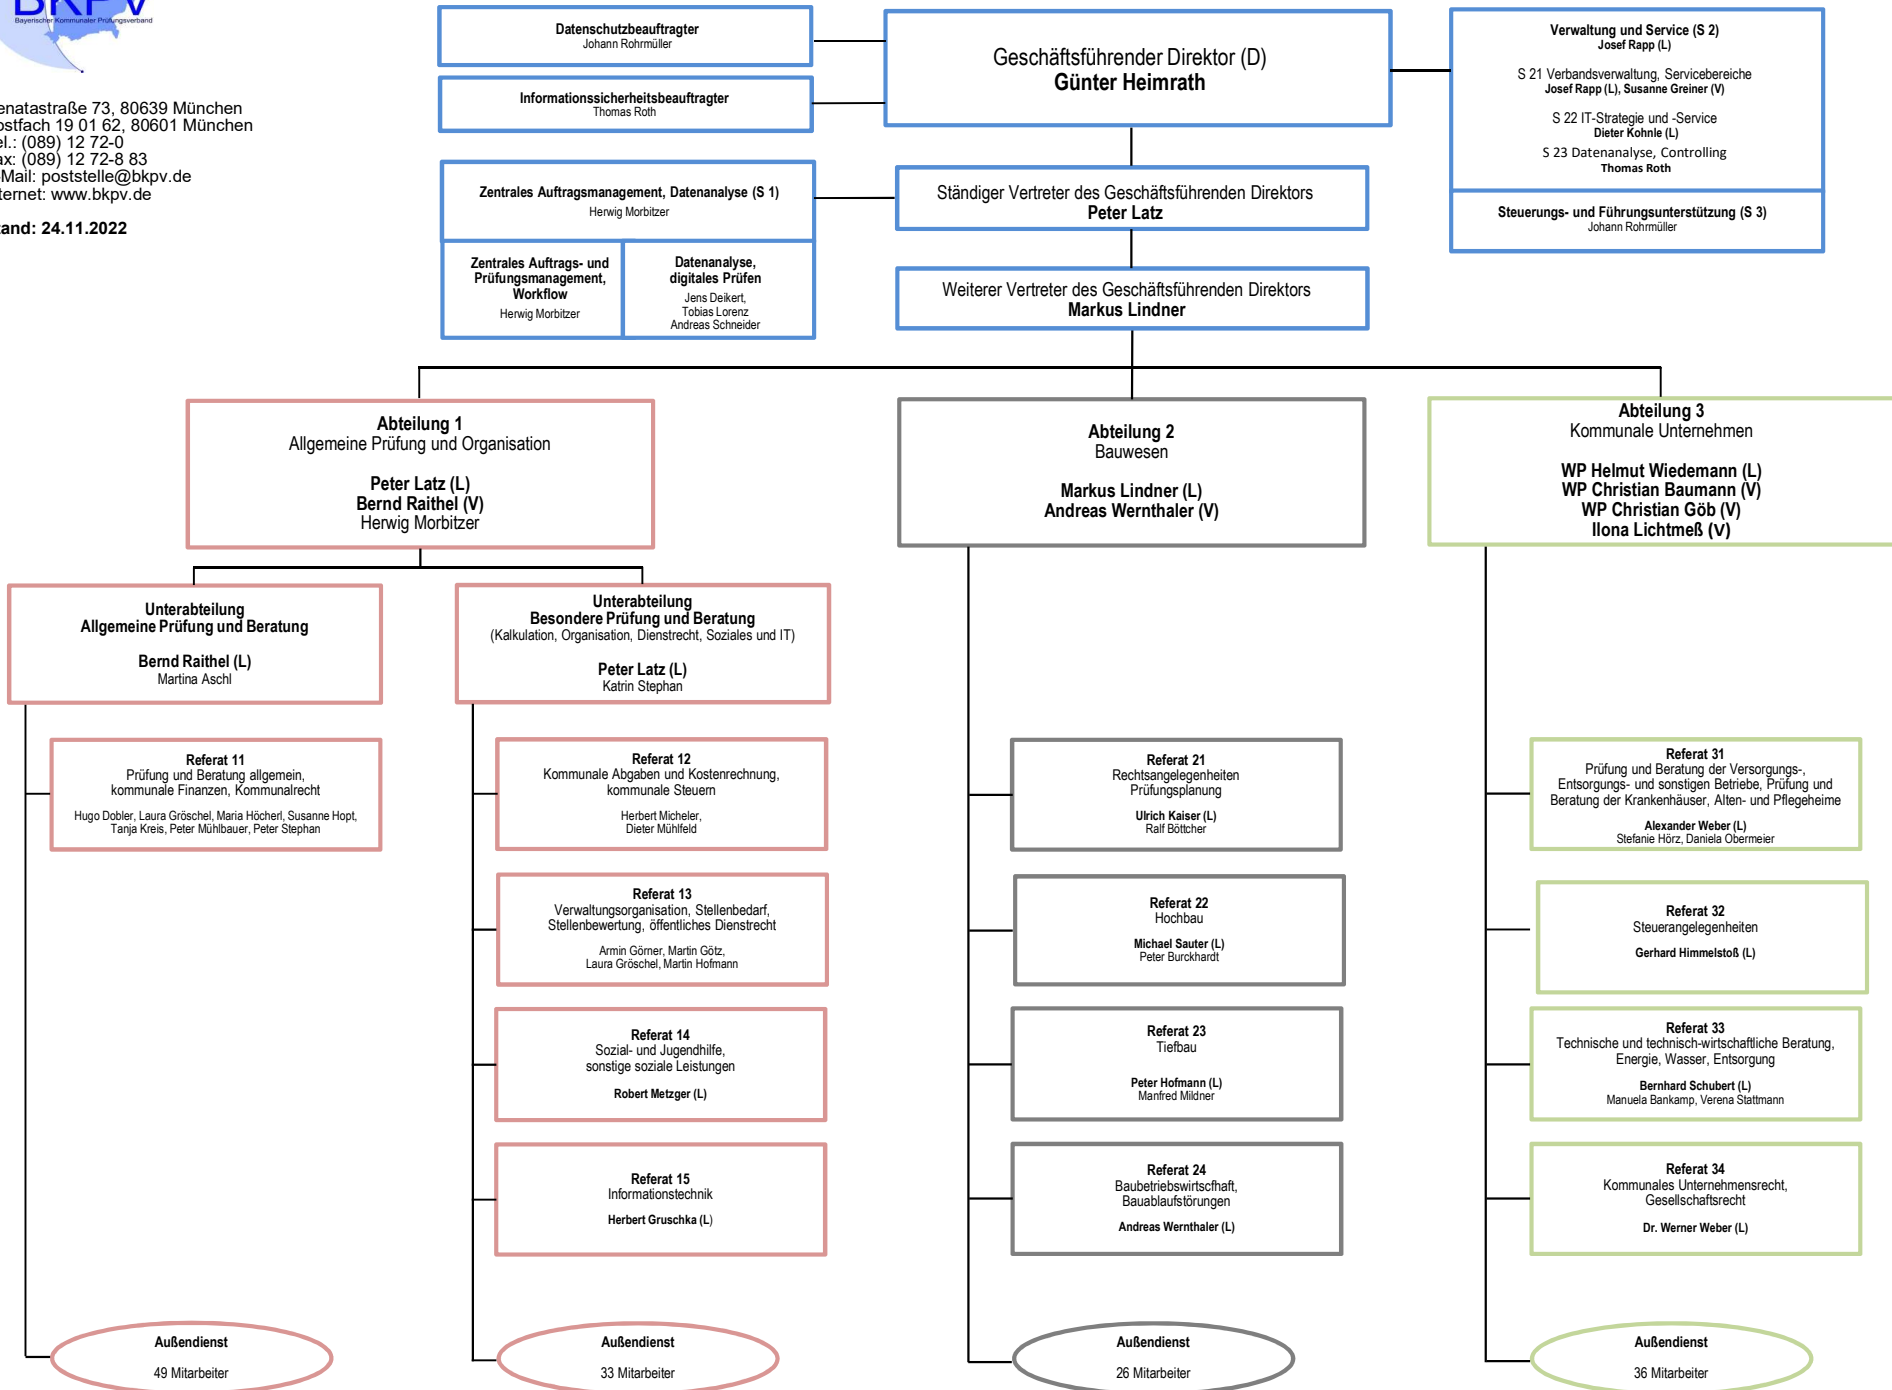 BKPV
Bayerischer Kommunaler Prüfungsverband
enatastraße 73, 80639 München
ostfach 19 01 62, 80601 München
el.: (089) 12 72-0
ax: (089) 12 72-8 83
-Mail: poststelle@bkpv.de
ternet: www.bkpv.de
tand: 24.11.2022
Datenschutzbeauftragter
Johann Rohrmüller
Informationssicherheitsbeauftragter
Thomas Roth
Geschäftsführender Direktor (D)
Günter Heimrath
Verwaltung und Service (S 2)
Josef Rapp (L)
S 21 Verbandsverwaltung, Servicebereiche
Josef Rapp (L), Susanne Greiner (V)
S 22 IT-Strategie und -Service
Dieter Kohnle (L)
S 23 Datenanalyse, Controlling
Thomas Roth
Steuerungs- und Führungsunterstützung (S 3)
Johann Rohrmüller
Zentrales Auftragsmanagement, Datenanalyse (S 1)
Herwig Morbitzer
Zentrales Auftrags- und
Prüfungsmanagement,
Workflow
Herwig Morbitzer
Datenanalyse,
digitales Prüfen
Jens Deikert,
Tobias Lorenz
Andreas Schneider
Ständiger Vertreter des Geschäftsführenden Direktors
Peter Latz
Weiterer Vertreter des Geschäftsführenden Direktors
Markus Lindner
Abteilung 1
Allgemeine Prüfung und Organisation
Peter Latz (L)
Bernd Raithel (V)
Herwig Morbitzer
Abteilung 2
Bauwesen
Markus Lindner (L)
Andreas Wernthaler (V)
Abteilung 3
Kommunale Unternehmen
WP Helmut Wiedemann (L)
WP Christian Baumann (V)
WP Christian Göb (V)
Ilona Lichtmeß (V)
Unterabteilung
Allgemeine Prüfung und Beratung
Bernd Raithel (L)
Martina Aschl
Unterabteilung
Besondere Prüfung und Beratung
(Kalkulation, Organisation, Dienstrecht, Soziales und IT)
Peter Latz (L)
Katrin Stephan
Referat 11
Prüfung und Beratung allgemein,
kommunale Finanzen, Kommunalrecht
Hugo Dobler, Laura Gröschel, Maria Höcherl, Susanne Hopt,
Tanja Kreis, Peter Mühlbauer, Peter Stephan
Referat 12
Kommunale Abgaben und Kostenrechnung,
kommunale Steuern
Herbert Micheler,
Dieter Mühlfeld
Referat 13
Verwaltungsorganisation, Stellenbedarf,
Stellenbewertung, öffentliches Dienstrecht
Armin Görner, Martin Götz,
Laura Gröschel, Martin Hofmann
Referat 14
Sozial- und Jugendhilfe,
sonstige soziale Leistungen
Robert Metzger (L)
Referat 15
Informationstechnik
Herbert Gruschka (L)
Referat 21
Rechtsangelegenheiten
Prüfungsplanung
Ulrich Kaiser (L)
Ralf Böttcher
Referat 22
Hochbau
Michael Sauter (L)
Peter Burckhardt
Referat 23
Tiefbau
Peter Hofmann (L)
Manfred Mildner
Referat 24
Baubetriebswirtscfhaft,
Bauablaufstörungen
Andreas Wernthaler (L)
Referat 31
Prüfung und Beratung der Versorgungs-,
Entsorgungs- und sonstigen Betriebe, Prüfung und
Beratung der Krankenhäuser, Alten- und Pflegeheime
Alexander Weber (L)
Stefanie Hörz, Daniela Obermeier
Referat 32
Steuerangelegenheiten
Gerhard Himmelstoß (L)
Referat 33
Technische und technisch-wirtschaftliche Beratung,
Energie, Wasser, Entsorgung
Bernhard Schubert (L)
Manuela Bankamp, Verena Stattmann
Referat 34
Kommunales Unternehmensrecht,
Gesellschaftsrecht
Dr. Werner Weber (L)
Außendienst
49 Mitarbeiter
Außendienst
33 Mitarbeiter
Außendienst
26 Mitarbeiter
Außendienst
36 Mitarbeiter